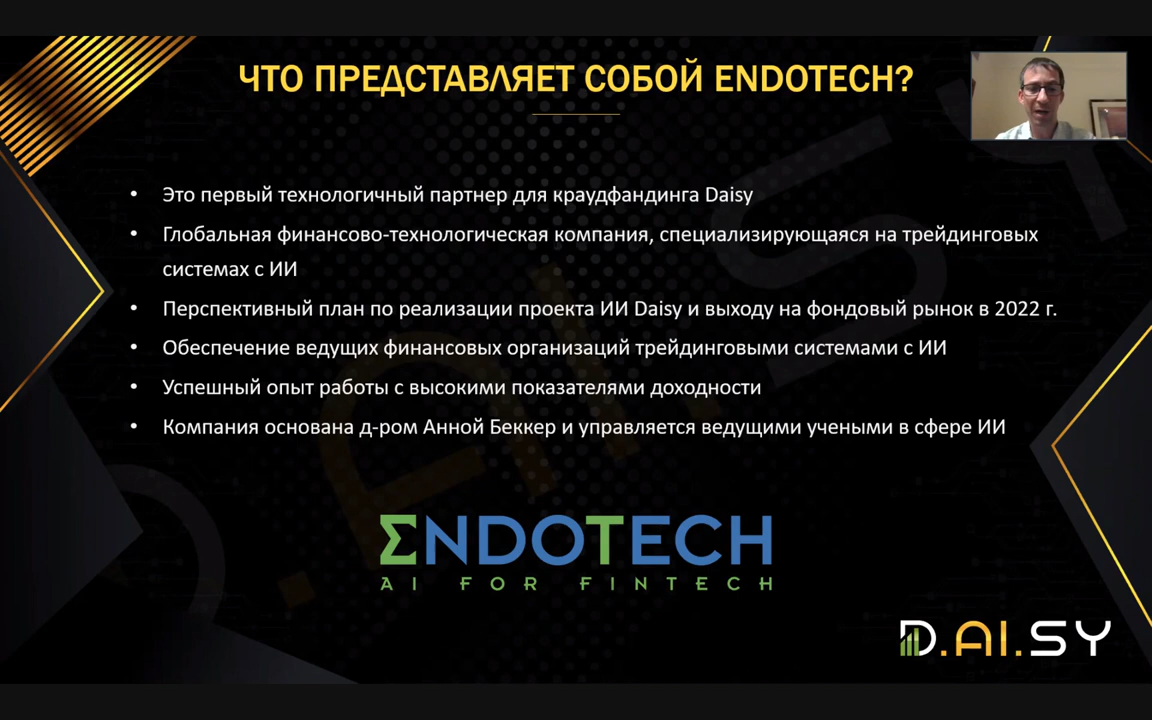 ЧТО ПРЕДСТАВЛЯЕТ СОБОЙ ENDOTECH?
• Это первый технологичный партнер для краудфандинга Daisy
• Глобальная финансово-технологическая компания, специализирующаяся на трейдинговых
системах с ИИ
• Перспективный план по реализации проекта ИИ Daisy и выходу на фондовый рынок в 2022 г.
• Обеспечение ведущих финансовых организаций трейдинговыми системами с ИИ
• Успешный опыт работы с высокими показателями доходности
• Компания основана д-ром Анной Беккер и управляется ведущими учеными в сфере ИИ
ΣNDOTECH
AI FOR FINTECH
D.AI.SY